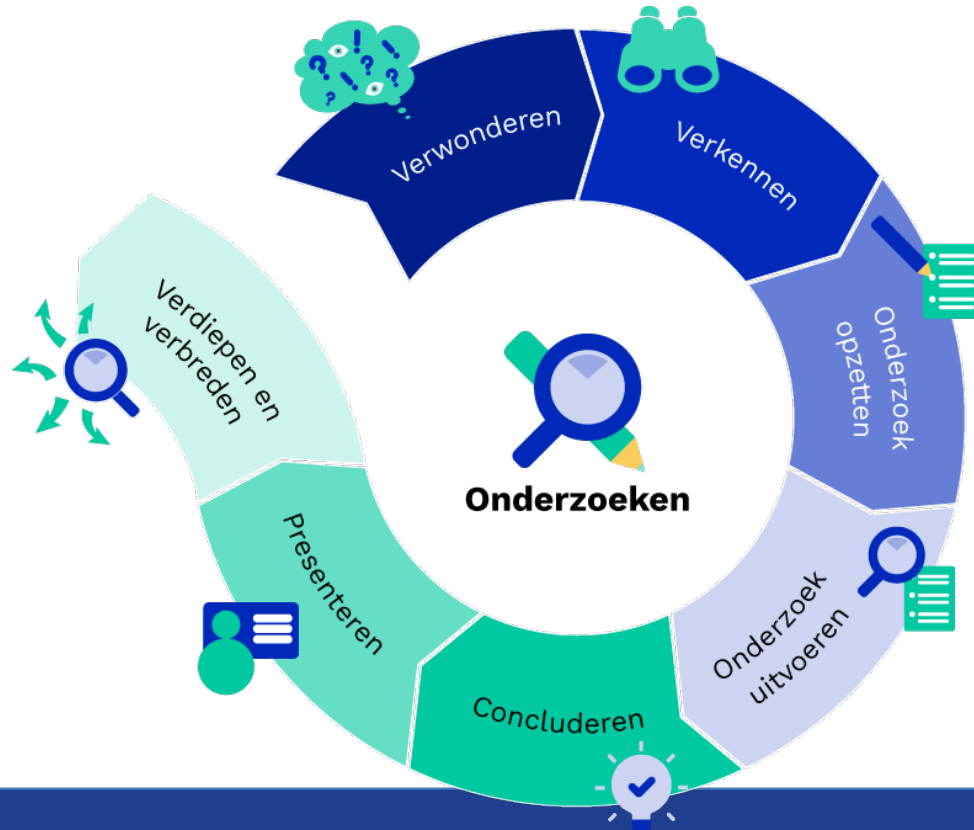 Verwonderen
Verkennen
Onderzoek
opzetten
Onderzoek
uitvoeren
Concluderen
Presenteren
Verdiepen en
verbreden
Onderzoeken